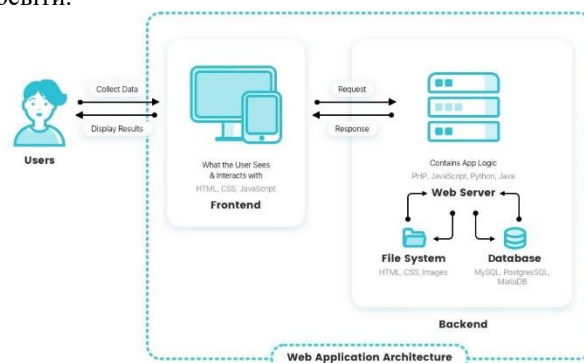 Collect Data
Display Results
Users
What the User Sees
& Interacts with
HTML, CSS, JavaScript
Frontend
Request
Response
Contains App Logic
PHP, JavaScript, Python, Java
Web Server
File System
HTML, CSS, Images
Database
MySQL, PostgreSQL,
MariaDB
Backend
Web Application Architecture